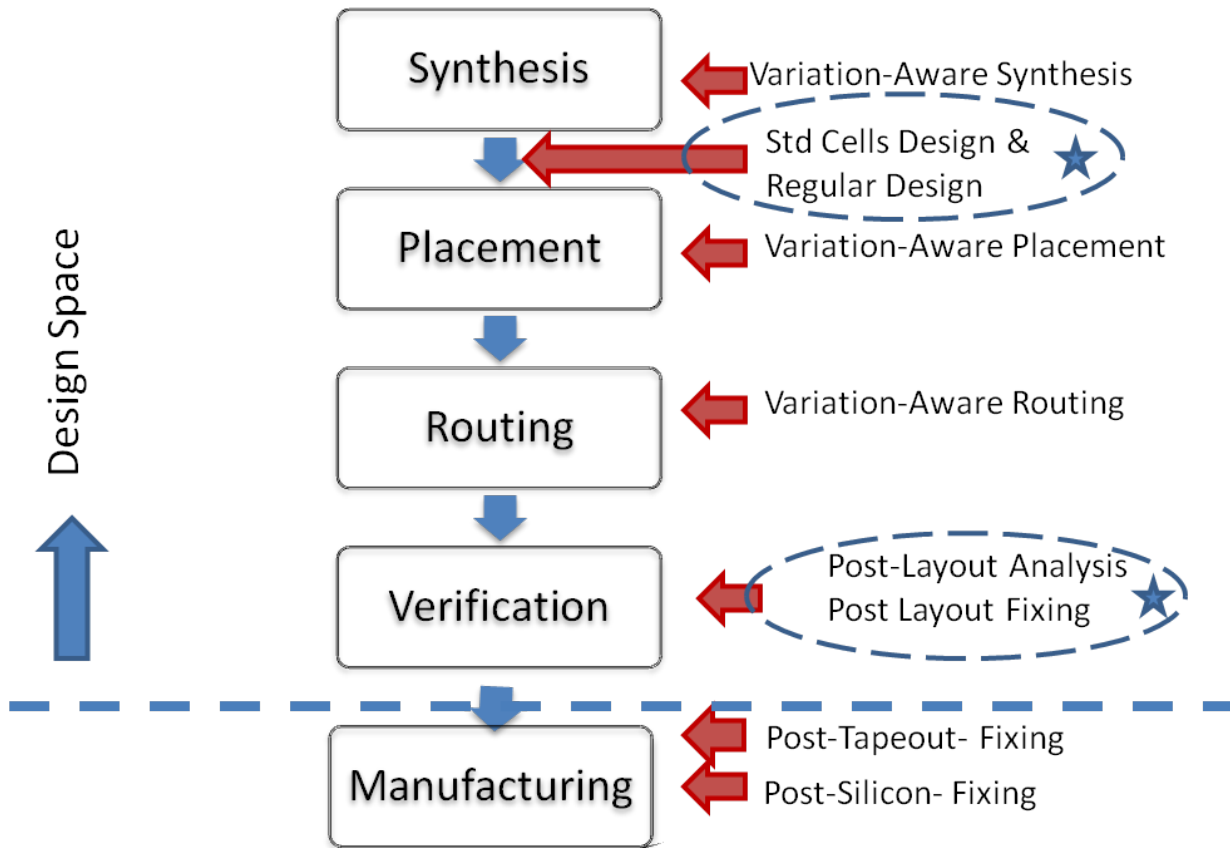 Synthesis
Variation-Aware Synthesis
Std Cells Design &
Regular Design
Placement
Variation-Aware Placement
Design Space
Routing
Variation-Aware Routing
Verification
Post-Layout Analysis
Post Layout Fixing
Manufacturing
Post-Tapeout- Fixing
Post-Silicon- Fixing